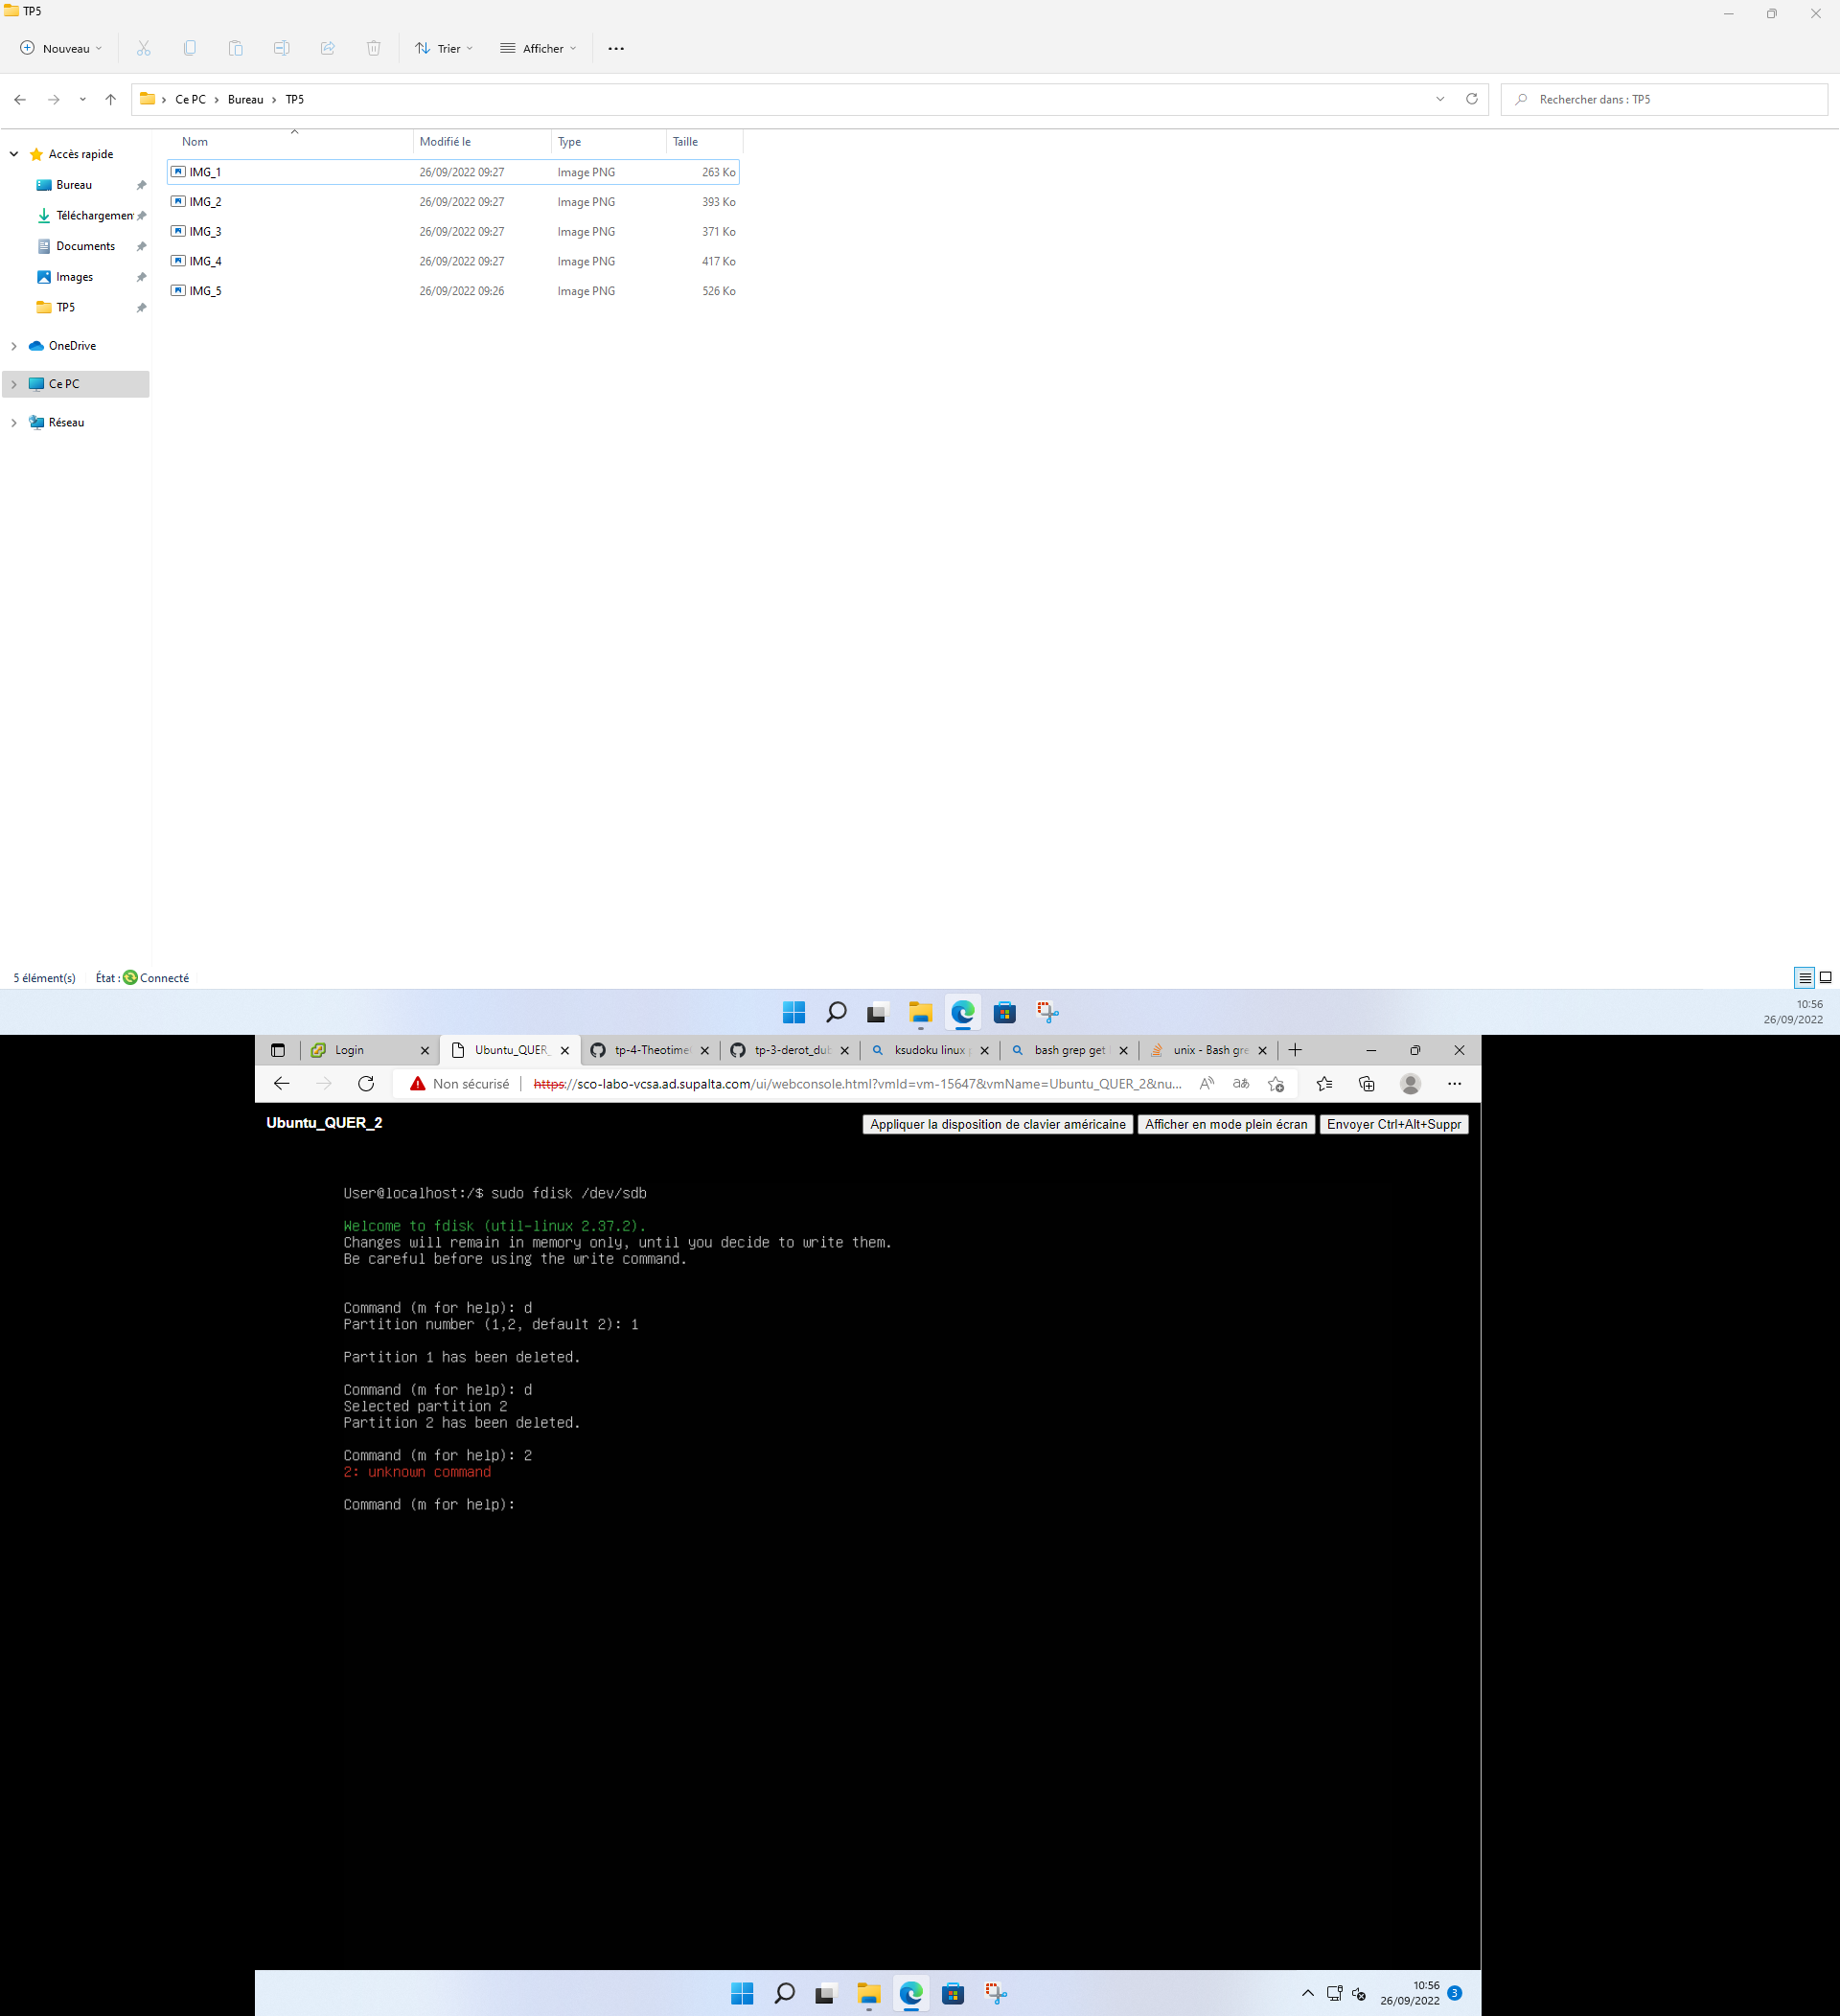 TP5
Nouveau
Trier
Afficher
Ce PC
Bureau
TP5
Rechercher dans : TP5
Nom Modifié le Type Taille
Accès rapide
Bureau
Téléchargemen
Documents
Images
TP5
OneDrive
Ce PC
Réseau
IMG_1 26/09/2022 09:27 Image PNG 263 Ko
IMG_2 26/09/2022 09:27 Image PNG 393 Ko
IMG_3 26/09/2022 09:27 Image PNG 371 Ko
IMG_4 26/09/2022 09:27 Image PNG 417 Ko
IMG_5 26/09/2022 09:26 Image PNG 526 Ko
5 élément(s) État : Connecté
10:56
26/09/2022
Login Ubuntu_QUER_ tp-4-Theotime tp-3-derot_dub ksudoku linux bash grep get unix - Bash gre
Non sécurisé https://sco-labo-vcsa.ad.supalta.com/ui/webconsole.html?vmId=vm-15647&vmName=Ubuntu_QUER_2&nu...
Ubuntu_QUER_2
Appliquer la disposition de clavier américaine
Afficher en mode plein écran
Envoyer Ctrl+Alt+Suppr
User@localhost:/$ sudo fdisk /dev/sdb
Welcome to fdisk (util-linux 2.37.2).
Changes will remain in memory only, until you decide to write them.
Be careful before using the write command.
Command (m for help): d
Partition number (1,2, default 2): 1
Partition 1 has been deleted.
Command (m for help): d
Selected partition 2
Partition 2 has been deleted.
Command (m for help): 2
2: unknown command
Command (m for help):
10:56
26/09/2022
3